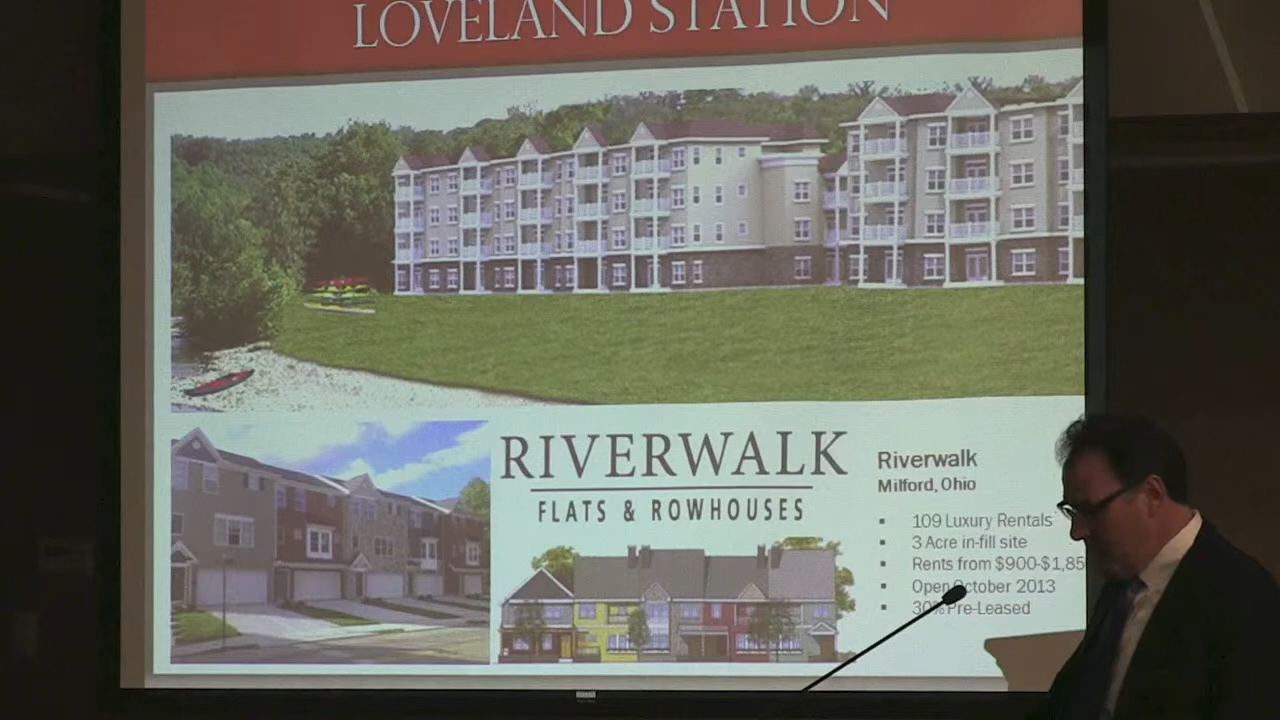 LOVELAND STATION
RIVERWALK
FLATS & ROWHOUSES
Riverwalk
Milford, Ohio
▪ 109 Luxury Rentals
▪ 3 Acre in-fill site
▪ Rents from $900-$1,85
▪ Open October 2013
▪ 30% Pre-Leased